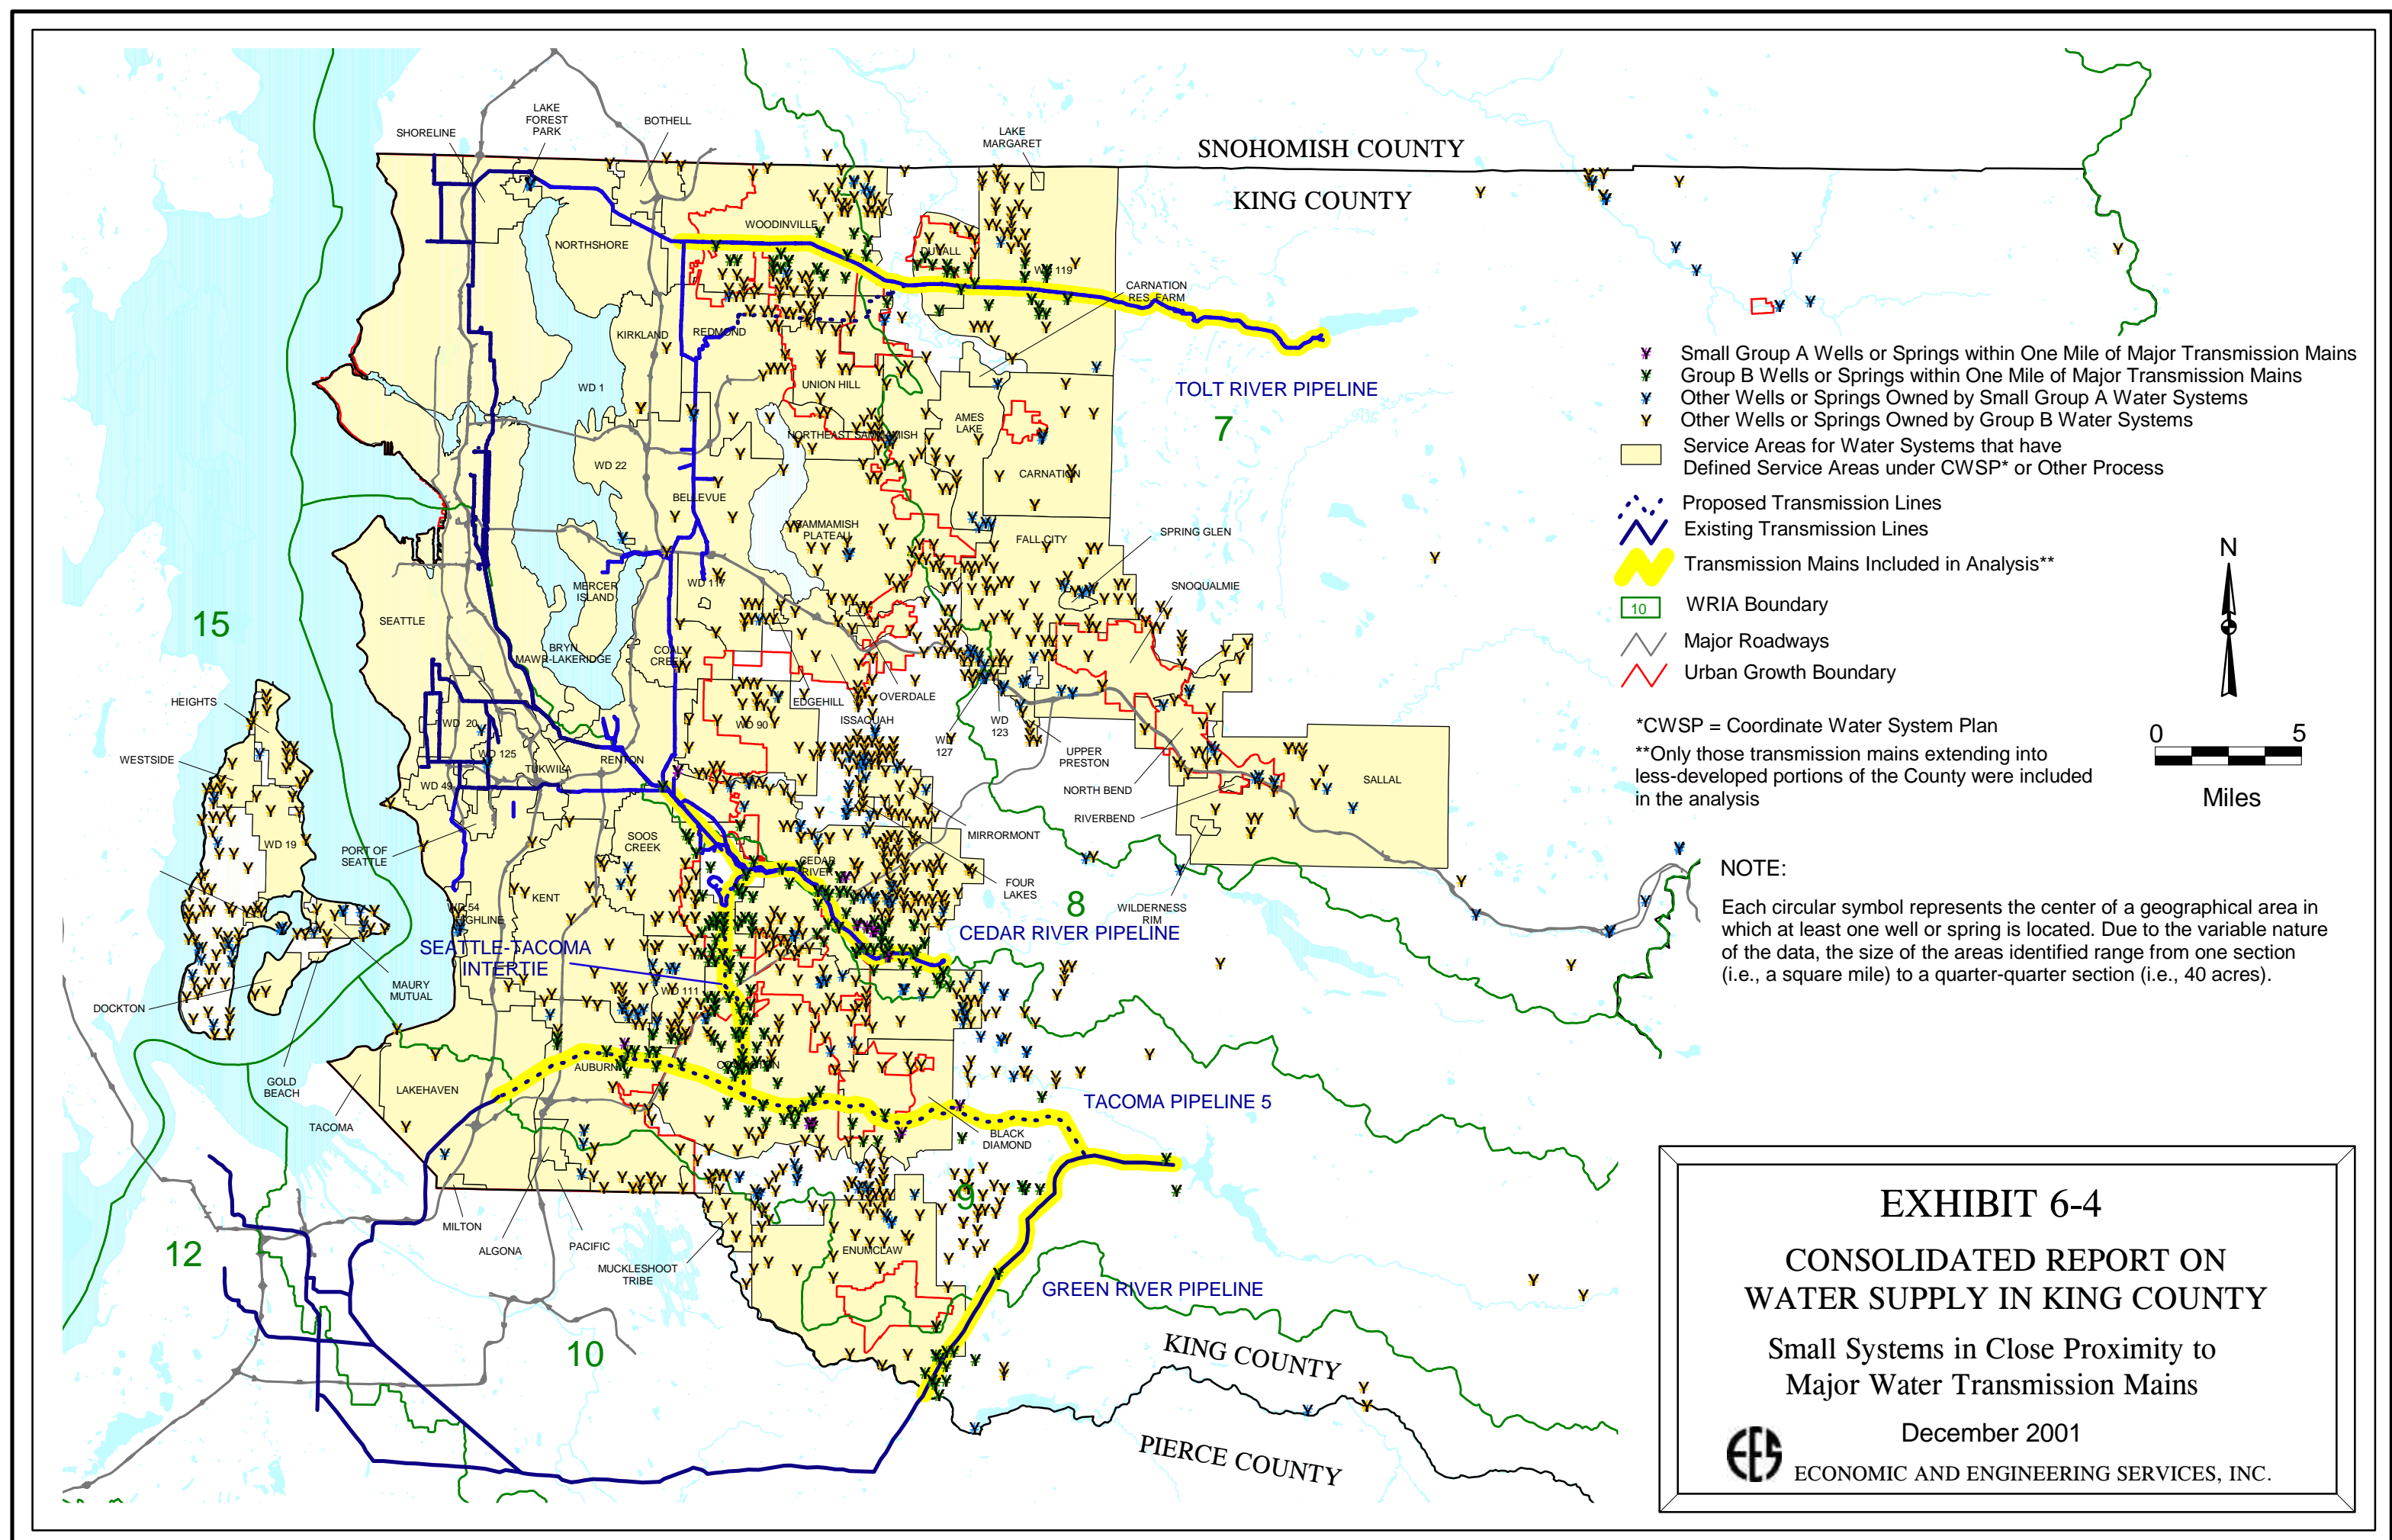 SNOHOMISH COUNTY
KING COUNTY
SHORELINE
LAKE
FOREST
PARK
BOTHELL
LAKE
MARGARET
WOODINVILLE
NORTHSHORE
DUVALL
WD 119
CARNATION
RES. FARM
KIRKLAND
REDMOND
TOLT RIVER PIPELINE
7
WD 1
UNION HILL
AMES
LAKE
NORTHEAST SAMMAMISH
WD 22
CARNATION
BELLEVUE
SAMMAMISH
PLATEAU
FALL CITY
SPRING GLEN
MERCER
ISLAND
WD 117
SNOQUALMIE
15
SEATTLE
BRYN
MAWR-LAKERIDGE
COAL
CREEK
HEIGHTS
EDGEHILL
OVERDALE
ISSAQUAH
WD 20
WD 90
WD
127
WD
123
WESTSIDE
WD 125
TUKWILA
RENTON
UPPER
PRESTON
SALLAL
WD 49
NORTH BEND
RIVERBEND
WD 19
PORT OF
SEATTLE
SOOS
CREEK
MIRRORMONT
CEDAR
RIVER
FOUR
LAKES
KENT
8
WILDERNESS
RIM
WD 54
HIGHLINE
CEDAR RIVER PIPELINE
SEATTLE-TACOMA
INTERTIE
MAURY
MUTUAL
WD 111
DOCKTON
GOLD
BEACH
AUBURN
LAKEHAVEN
TACOMA PIPELINE 5
TACOMA
BLACK
DIAMOND
9
MILTON
ALGONA
PACIFIC
MUCKLESHOOT
TRIBE
ENUMCLAW
12
GREEN RIVER PIPELINE
10
KING COUNTY
PIERCE COUNTY
Small Group A Wells or Springs within One Mile of Major Transmission Mains
Group B Wells or Springs within One Mile of Major Transmission Mains
Other Wells or Springs Owned by Small Group A Water Systems
Other Wells or Springs Owned by Group B Water Systems
Service Areas for Water Systems that have
Defined Service Areas under CWSP* or Other Process
Proposed Transmission Lines
Existing Transmission Lines
Transmission Mains Included in Analysis**
10 WRIA Boundary
Major Roadways
Urban Growth Boundary
*CWSP = Coordinate Water System Plan
**Only those transmission mains extending into
less-developed portions of the County were included
in the analysis
N
0 5
Miles
NOTE:
Each circular symbol represents the center of a geographical area in
which at least one well or spring is located. Due to the variable nature
of the data, the size of the areas identified range from one section
(i.e., a square mile) to a quarter-quarter section (i.e., 40 acres).
EXHIBIT 6-4
CONSOLIDATED REPORT ON
WATER SUPPLY IN KING COUNTY
Small Systems in Close Proximity to
Major Water Transmission Mains
December 2001
EES
ECONOMIC AND ENGINEERING SERVICES, INC.